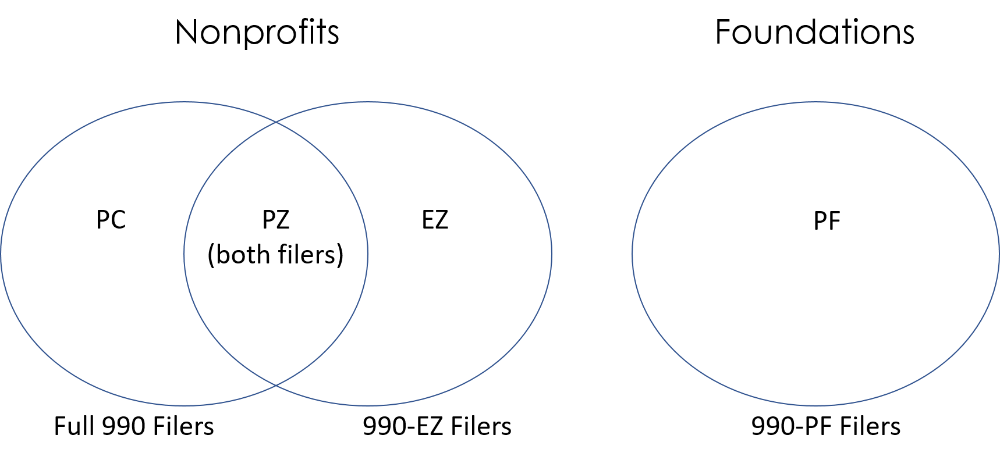 Nonprofits
Foundations
PC
PZ
(both filers)
EZ
PF
Full 990 Filers
990-EZ Filers
990-PF Filers